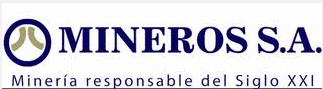 MINEROS S.A.
Minería responsable del Siglo XXI